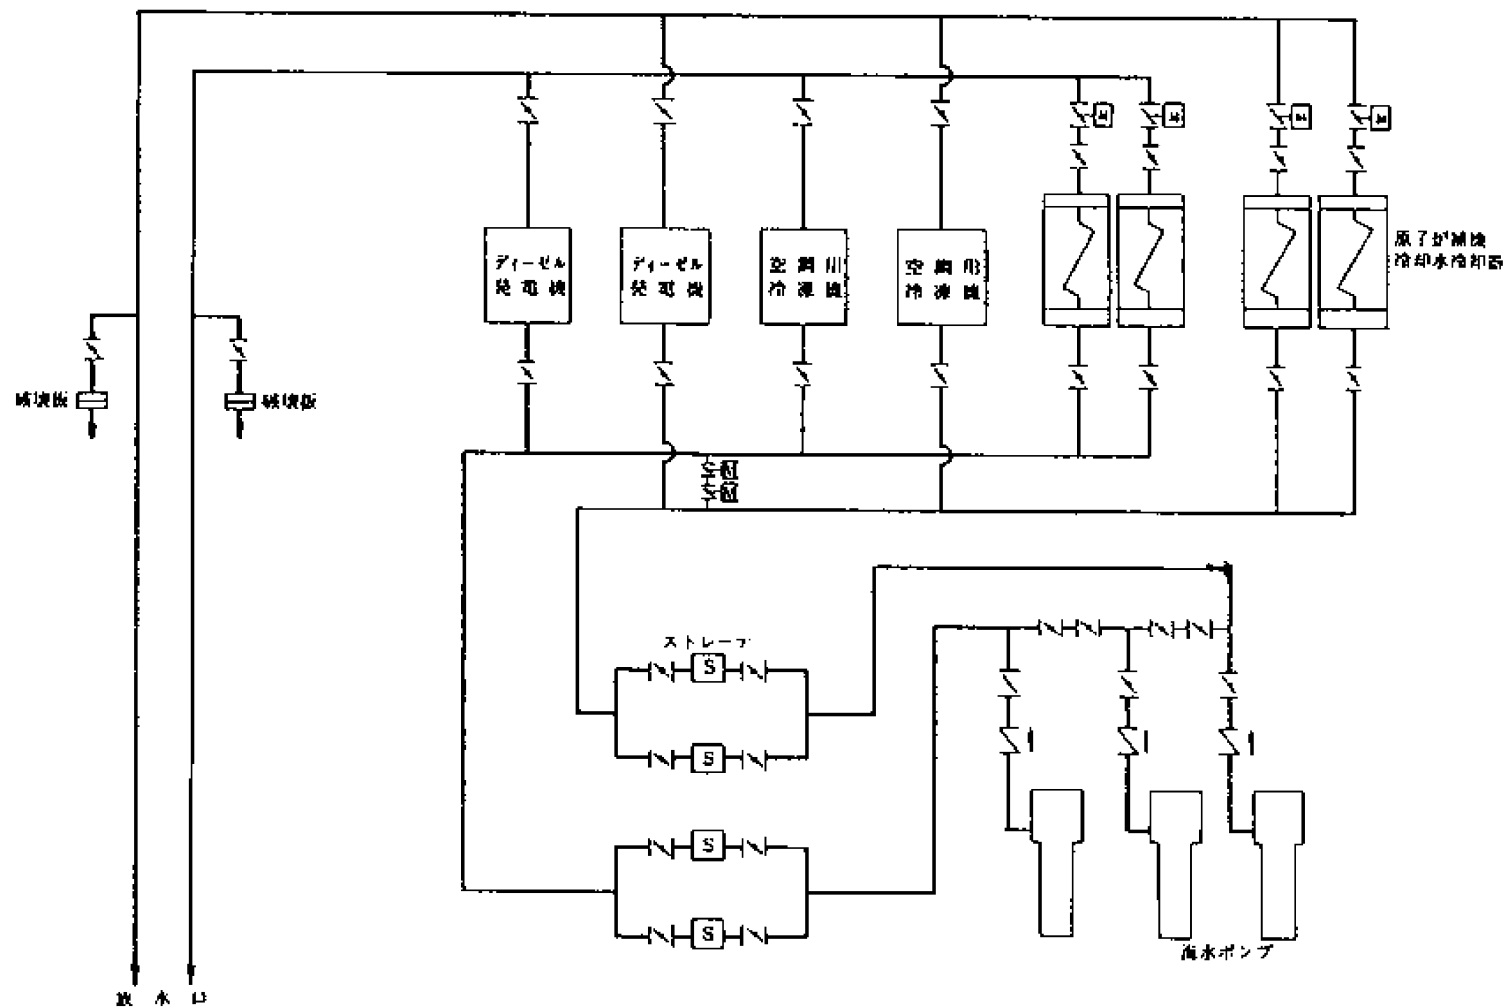 ディーゼル
発電機
ディーゼル
発電機
空調用
冷凍機
空調用
冷凍機
原子炉補機
冷却水冷却器
破壊板
破壊板
ストレーナ
S
S
S
S
海水ポンプ
放水口